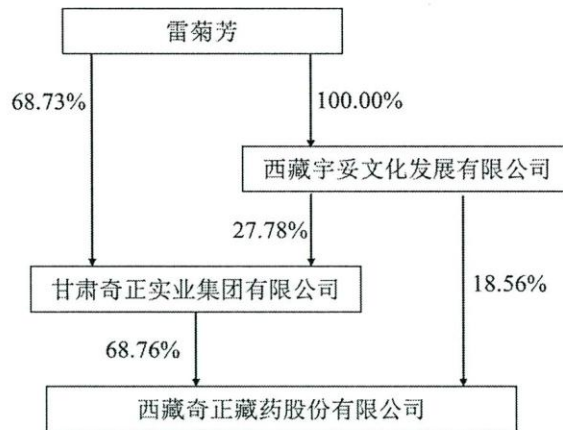 雷菊芳
68.73%
100.00%
西藏宇妥文化发展有限公司
27.78%
甘肃奇正实业集团有限公司
18.56%
68.76%
西藏奇正藏药股份有限公司